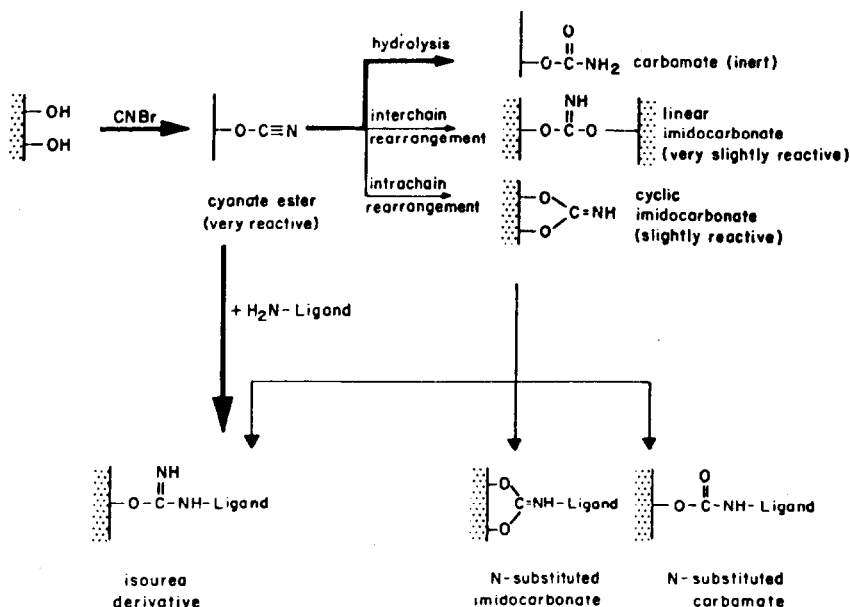 hydrolysis
O
–O–C–NH₂
carbamate (inert)
–OH
–OH
CNBr
–O–C≡N
interchain
rearrangement
NH
–O–C–O–
linear
imidocarbonate
(very slightly reactive)
cyanate ester
(very reactive)
intrachain
rearrangement
O
C=NH
O
cyclic
imidocarbonate
(slightly reactive)
+ H₂N–Ligand
NH
–O–C–NH–Ligand
O
C=NH–Ligand
O
O
–O–C–NH–Ligand
isourea
derivative
N-substituted
imidocarbonate
N-substituted
carbamate